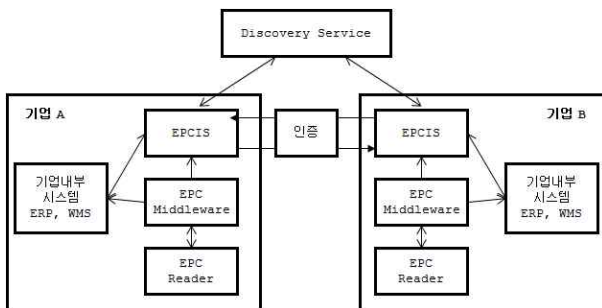 Discovery Service
기업 A
EPCIS
기업내부
시스템
ERP, WMS
EPC
Middleware
EPC
Reader
인증
기업 B
EPCIS
EPC
Middleware
EPC
Reader
기업내부
시스템
ERP, WMS